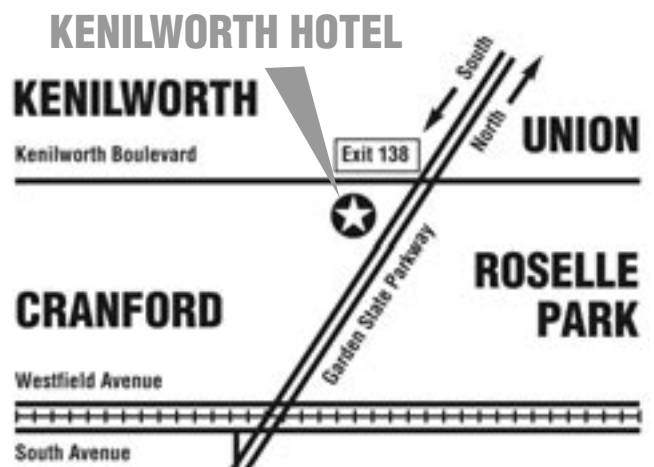 KENILWORTH HOTEL
KENILWORTH
South
North
UNION
Kenilworth Boulevard
Exit 138
Garden State Parkway
ROSELLE
PARK
CRANFORD
Westfield Avenue
South Avenue